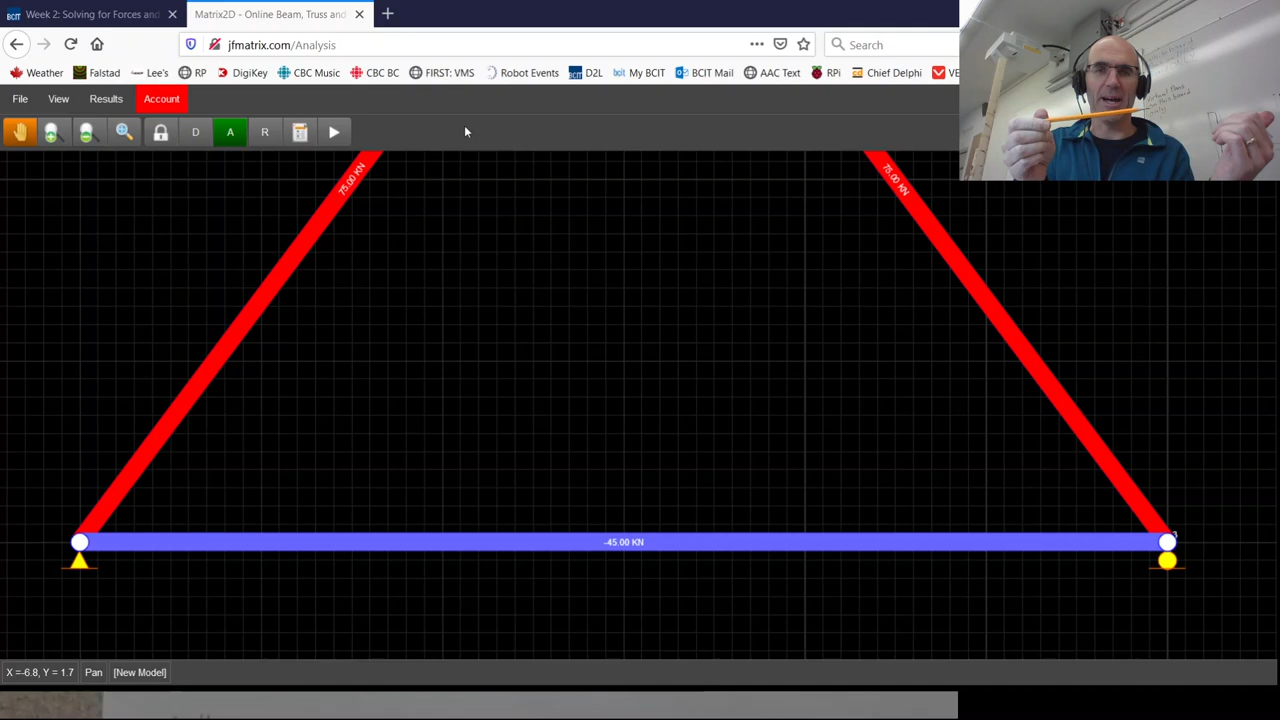 Week 2: Solving for Forces and
Matrix2D - Online Beam, Truss and
jfmatrix.com/Analysis
Search
Weather
Falstad
Lee's
RP
DigiKey
CBC Music
CBC BC
FIRST: VMS
Robot Events
D2L
My BCIT
BCIT Mail
AAC Text
RPi
Chief Delphi
File
View
Results
Account
D
A
R
75.00 KN
75.00 KN
-45.00 KN
X =-6.8, Y = 1.7
Pan
[New Model]